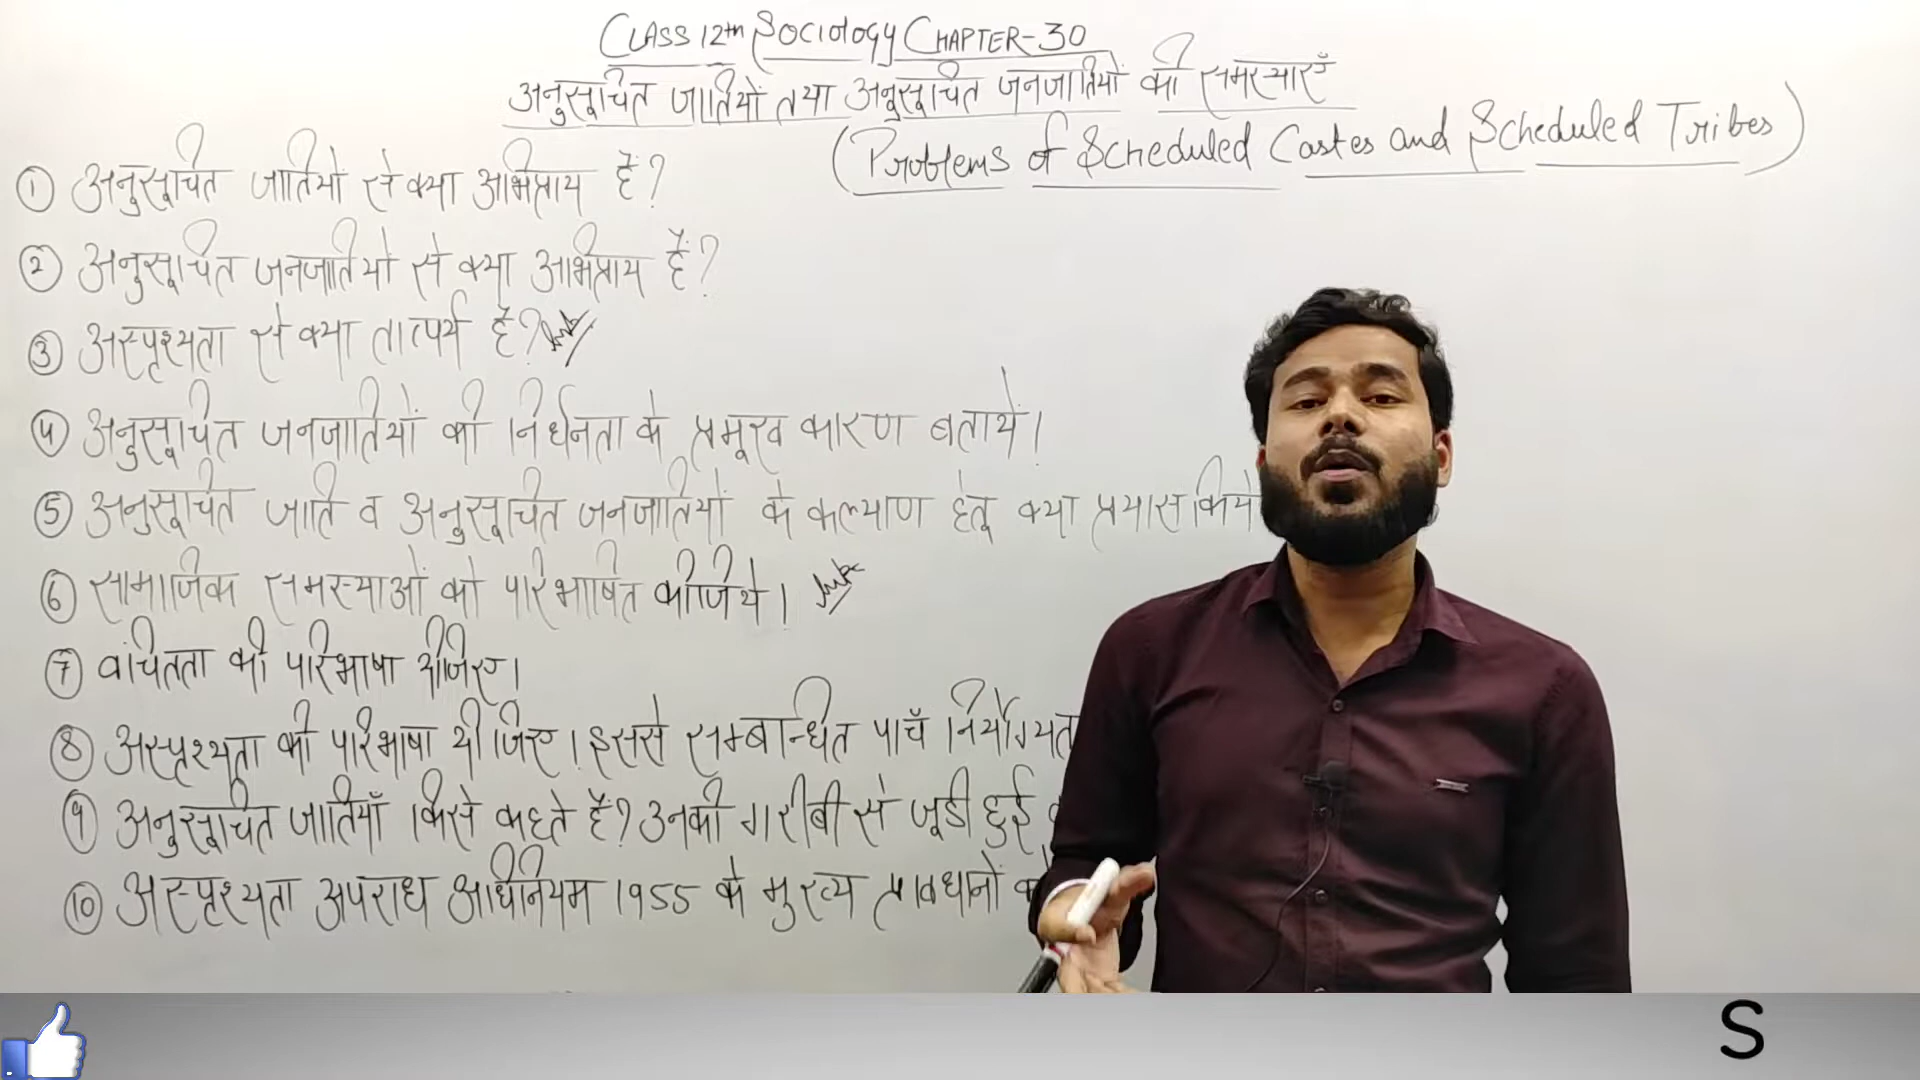 CLASS 12th SOCIOLOGY CHAPTER-30
अनुसूचित जातियों तथा अनुसूचित जनजातियों की समस्याएँ
(Problems of Scheduled Castes and Scheduled Tribes)
① अनुसूचित जातियों से क्या अभिप्राय है?
② अनुसूचित जनजातियों से क्या अभिप्राय है?
③ अस्पृश्यता से क्या तात्पर्य है?
④ अनुसूचित जनजातियों की निर्धनता के प्रमूख कारण बतायें।
⑤ अनुसूचित जाति व अनुसूचित जनजातियों के कल्याण हेतू क्या प्रयास किये
⑥ सामाजिक समस्याओं को परिभाषित कीजिये।
⑦ वंचितता की परिभाषा दीजिए।
⑧ अस्पृश्यता की परिभाषा दीजिए। इससे सम्बान्धित पाँच
⑨ अनुसूचित जातियाँ किसे कहते हैं? उनकी गरीबी से जूडी हुई
⑩ अस्पृश्यता अपराध अधिनियम 1955 के मुख्य प्रावधानों
S